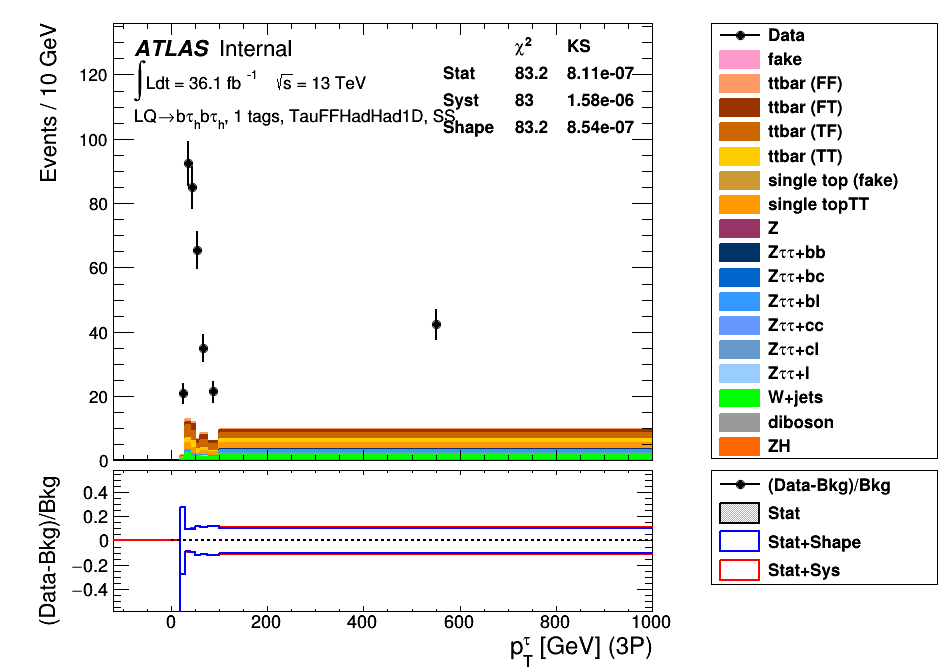 ATLAS Internal
∫Ldt = 36.1 fb⁻¹ √s = 13 TeV
LQ→bτₕbτₕ, 1 tags, TauFFHadHad1D, SS,
χ² KS
Stat 83.2 8.11e-07
Syst 83 1.58e-06
Shape 83.2 8.54e-07
Events / 10 GeV
120
100
80
60
40
20
0
(Data-Bkg)/Bkg
0.4
0.2
0
−0.2
−0.4
0 200 400 600 800 1000
p_T^τ [GeV] (3P)
Data
fake
ttbar (FF)
ttbar (FT)
ttbar (TF)
ttbar (TT)
single top (fake)
single topTT
Z
Zττ+bb
Zττ+bc
Zττ+bl
Zττ+cc
Zττ+cl
Zττ+l
W+jets
diboson
ZH
(Data-Bkg)/Bkg
Stat
Stat+Shape
Stat+Sys